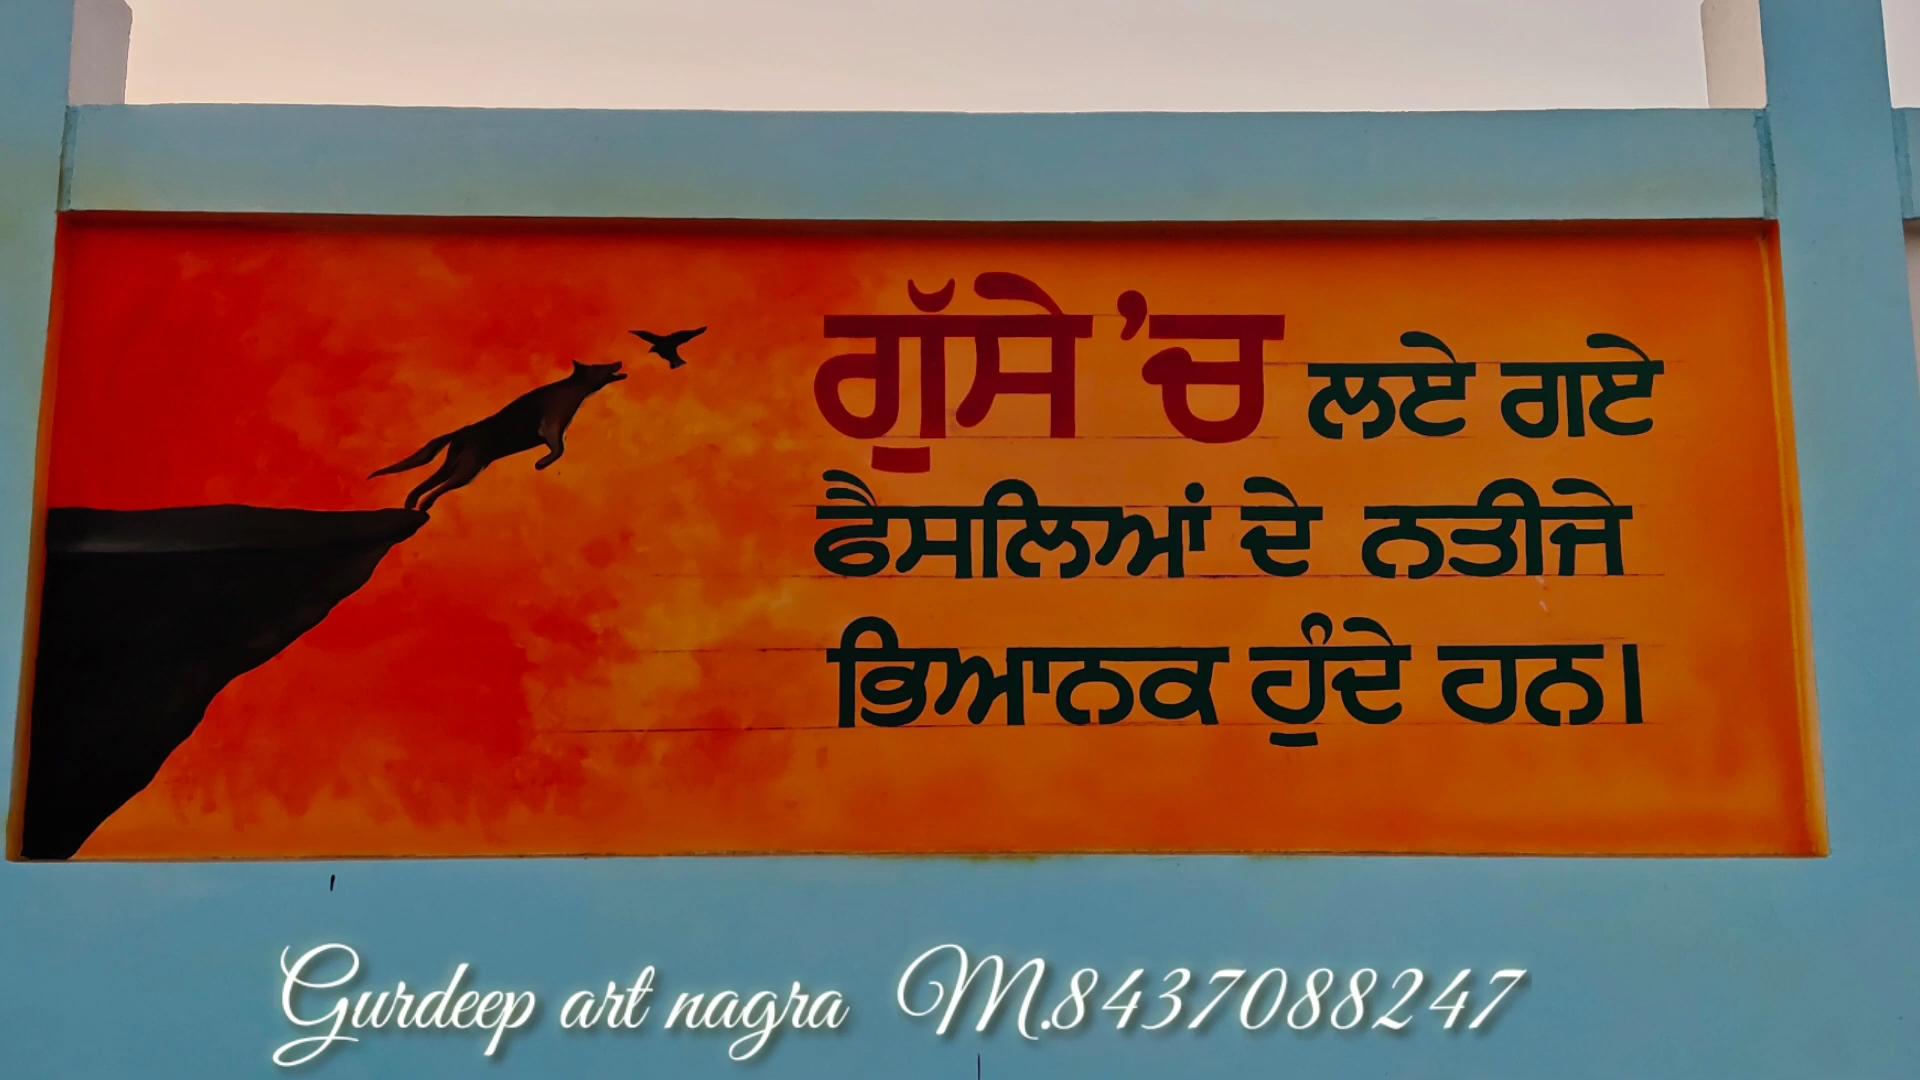 ਗੁੱਸੇ 'ਚ ਲਏ ਗਏ
ਫੈਸਲਿਆਂ ਦੇ ਨਤੀਜੇ
ਭਿਆਨਕ ਹੁੰਦੇ ਹਨ।
Gurdeep art nagra M.8437088247